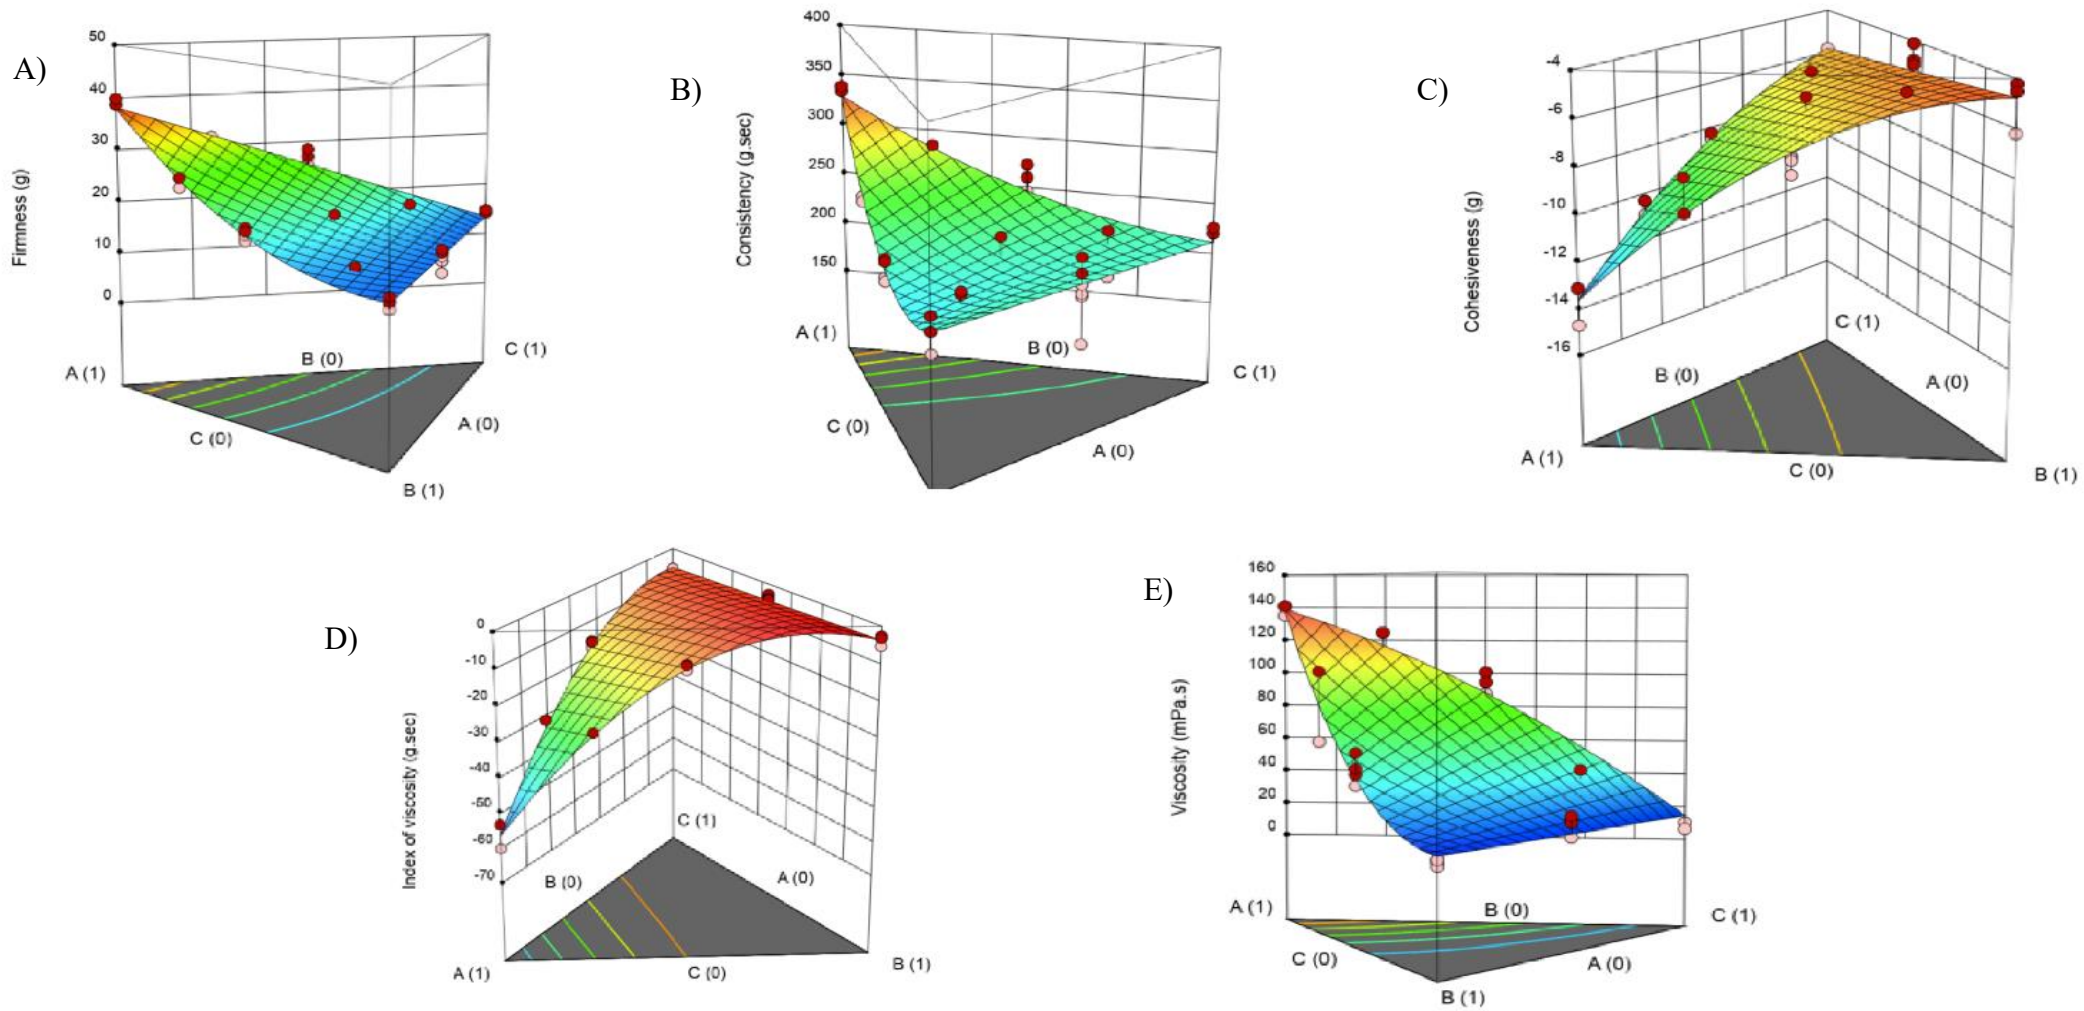 A)
Firmness (g)
50
40
30
20
10
0
A (1)
B (0)
C (1)
C (0)
A (0)
B (1)
B)
Consistency (g.sec)
400
350
300
250
200
150
A (1)
B (0)
C (1)
C (0)
A (0)
C)
Cohesiveness (g)
-4
-6
-8
-10
-12
-14
-16
C (1)
B (0)
A (0)
A (1)
C (0)
B (1)
D)
Index of viscosity (g.sec)
0
-10
-20
-30
-40
-50
-60
-70
C (1)
B (0)
A (0)
A (1)
C (0)
B (1)
E)
Viscosity (mPa.s)
160
140
120
100
80
60
40
20
0
A (1)
B (0)
C (1)
C (0)
A (0)
B (1)